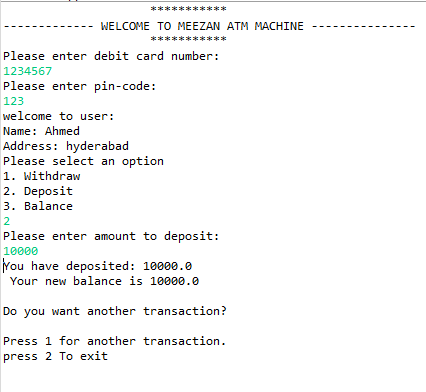 ***********
------------- WELCOME TO MEEZAN ATM MACHINE ---------------
***********
Please enter debit card number:
1234567
Please enter pin-code:
123
welcome to user:
Name: Ahmed
Address: hyderabad
Please select an option
1. Withdraw
2. Deposit
3. Balance
2
Please enter amount to deposit:
10000
You have deposited: 10000.0
Your new balance is 10000.0
Do you want another transaction?
Press 1 for another transaction.
press 2 To exit